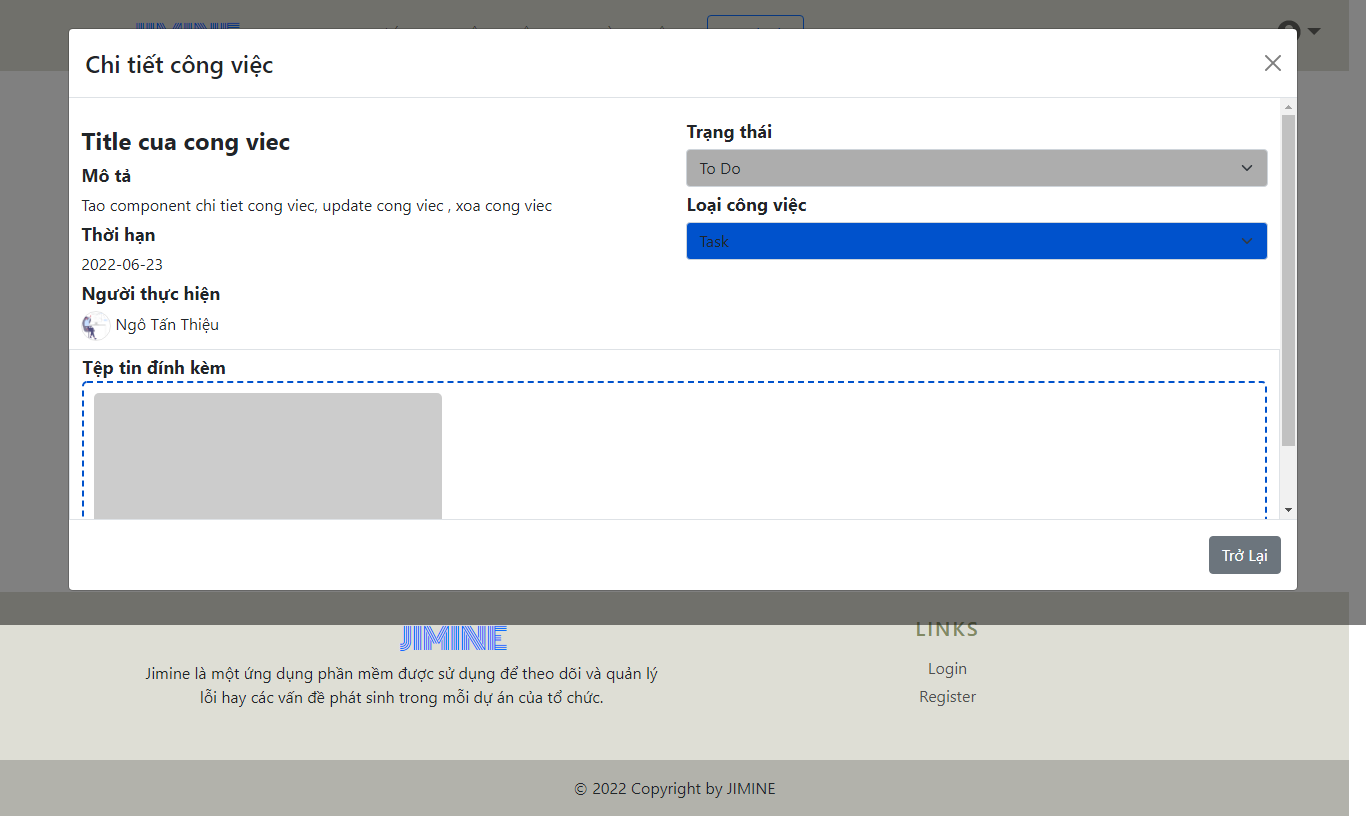 JIMINE
Chi tiết công việc
Title cua cong viec
Mô tả
Tao component chi tiet cong viec, update cong viec , xoa cong viec
Thời hạn
2022-06-23
Người thực hiện
Ngô Tấn Thiệu
Trạng thái
To Do
Loại công việc
Task
Tệp tin đính kèm
Trở Lại
JIMINE
Jimine là một ứng dụng phần mềm được sử dụng để theo dõi và quản lý
lỗi hay các vấn đề phát sinh trong mỗi dự án của tổ chức.
LINKS
Login
Register
© 2022 Copyright by JIMINE